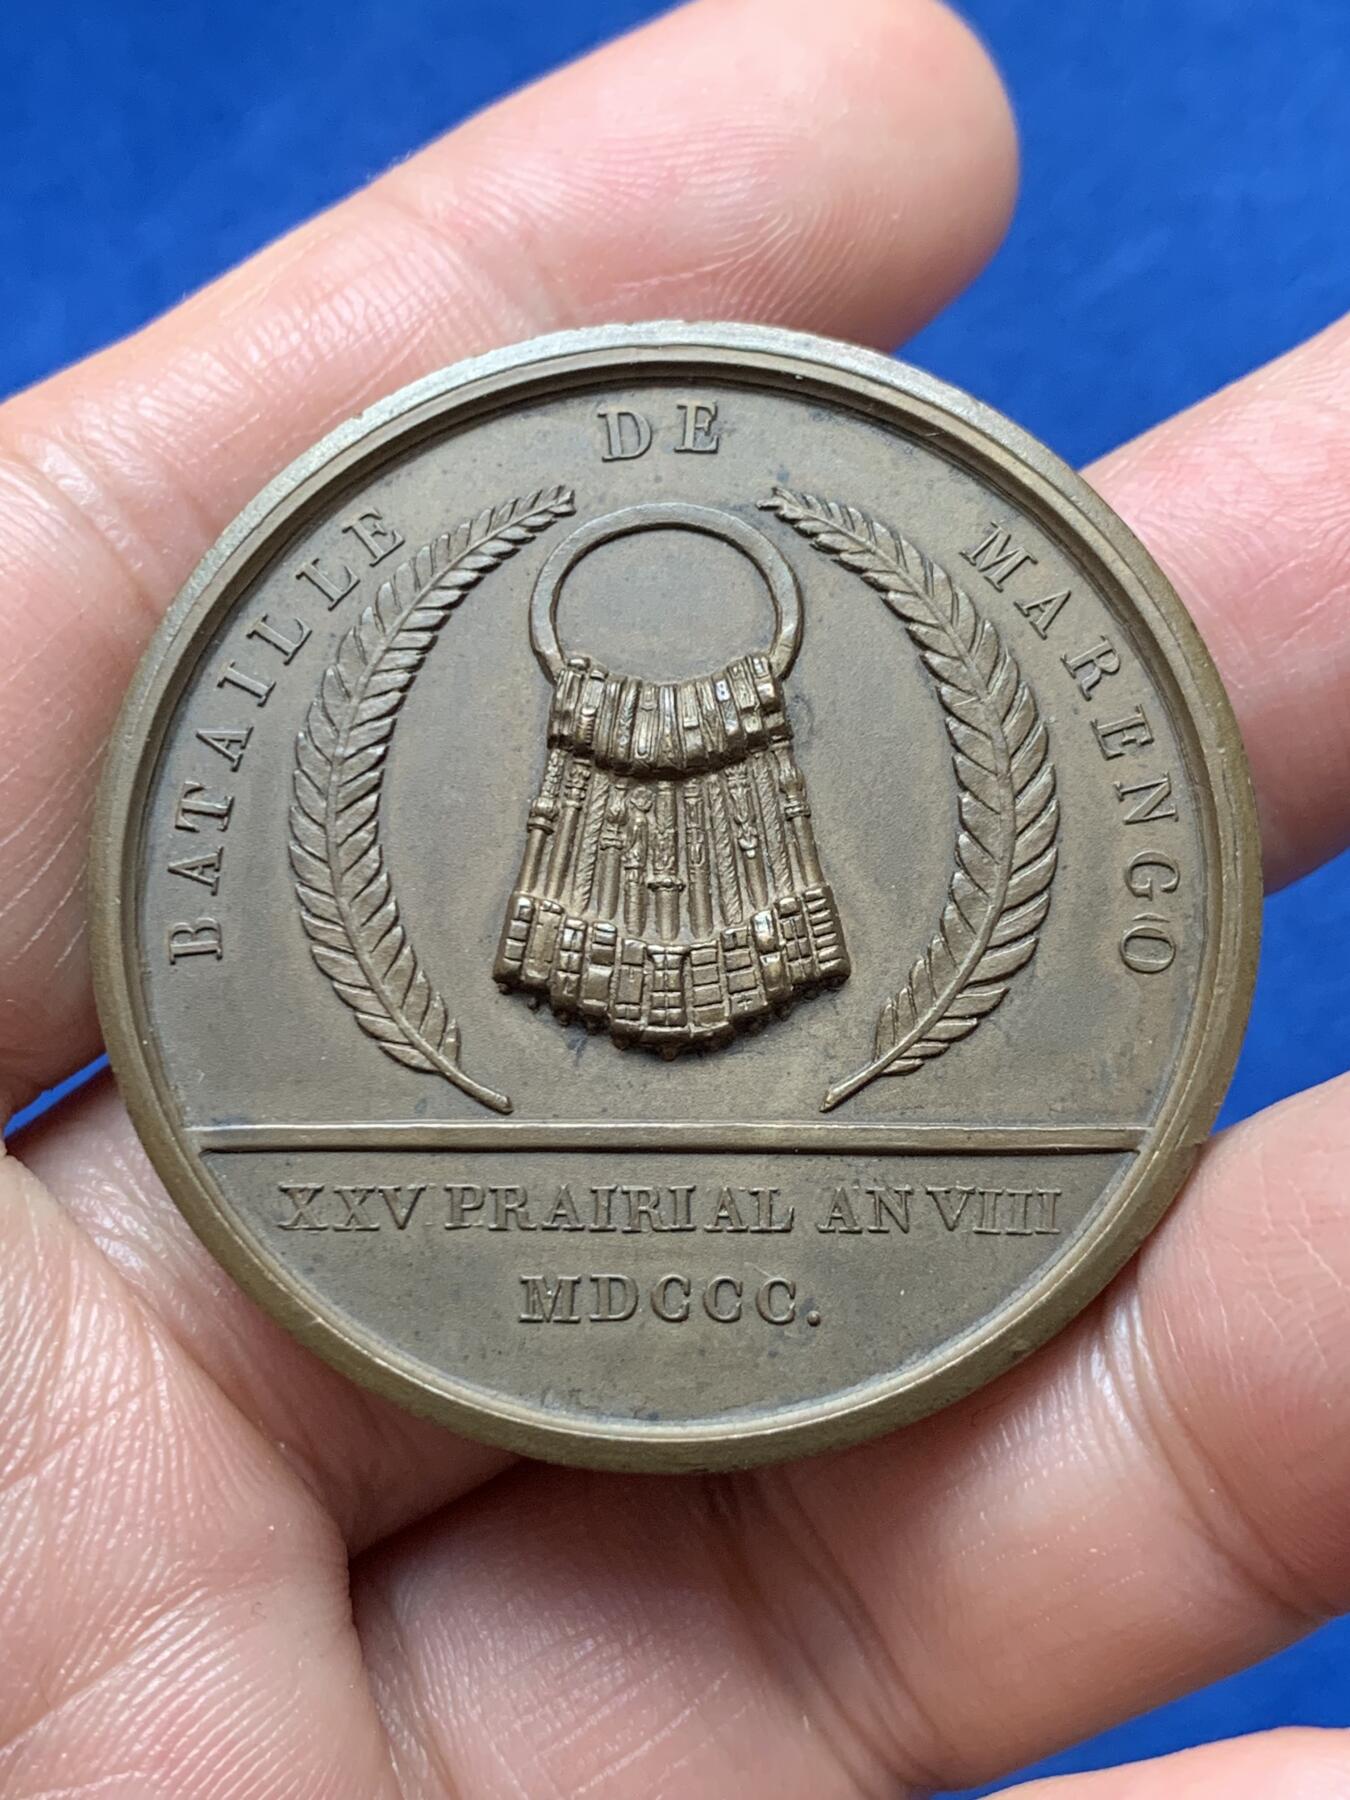 BATAILLE DE MARENGO
XXV PRAIRIAL AN VIII
MDCCC.